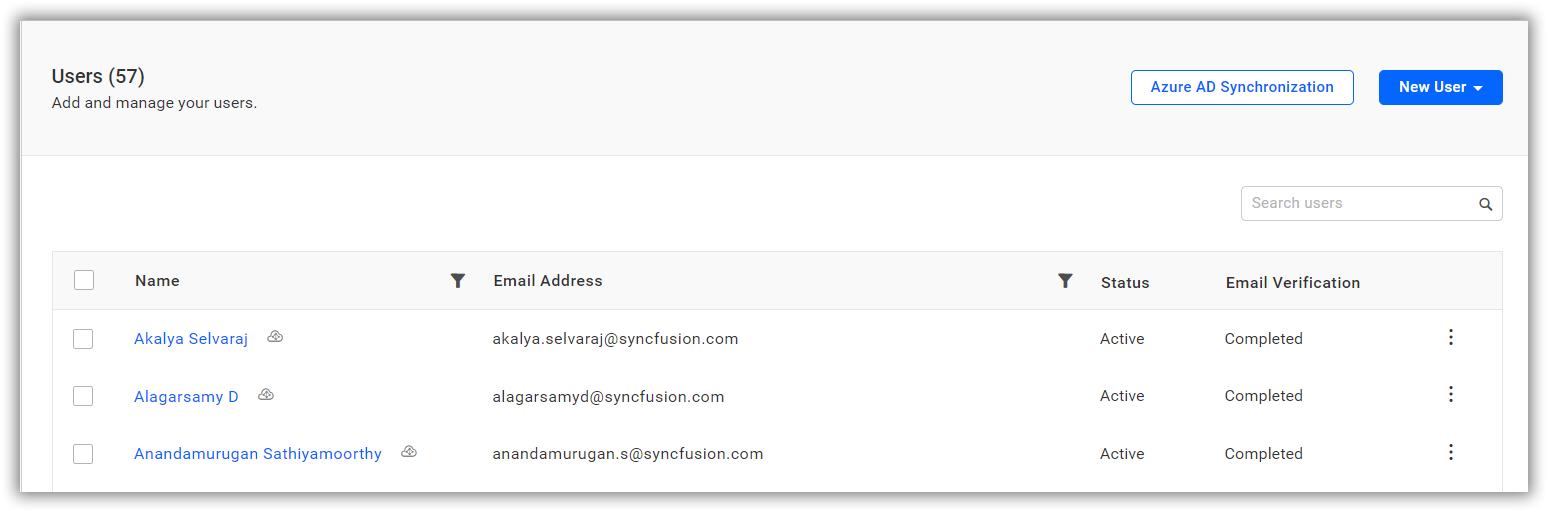 Users (57)
Add and manage your users.
Azure AD Synchronization
New User
Search users
Name Email Address Status Email Verification
Akalya Selvaraj akalya.selvaraj@syncfusion.com Active Completed
Alagarsamy D alagarsamyd@syncfusion.com Active Completed
Anandamurugan Sathiyamoorthy anandamurugan.s@syncfusion.com Active Completed